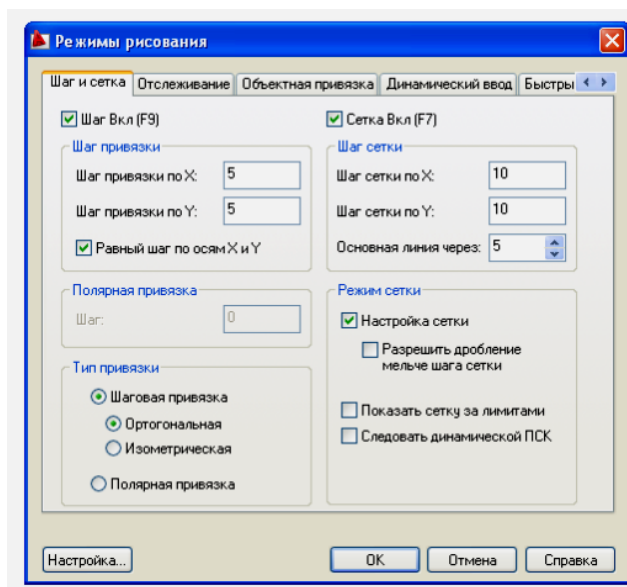 Режимы рисования
Шаг и сетка Отслеживание Объектная привязка Динамический ввод Быстры
Шаг Вкл (F9)
Шаг привязки
Шаг привязки по X: 5
Шаг привязки по Y: 5
Равный шаг по осям X и Y
Полярная привязка
Шаг: 0
Тип привязки
Шаговая привязка
Ортогональная
Изометрическая
Полярная привязка
Сетка Вкл (F7)
Шаг сетки
Шаг сетки по X: 10
Шаг сетки по Y: 10
Основная линия через: 5
Режим сетки
Настройка сетки
Разрешить дробление
мельче шага сетки
Показать сетку за лимитами
Следовать динамической ПСК
Настройка... OK Отмена Справка